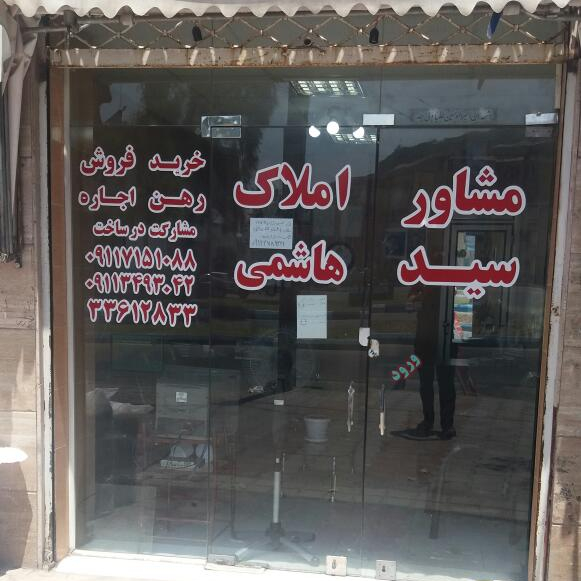 مشاور املاک
سید هاشمی
خرید فروش
رهن اجاره
مشارکت در ساخت
۰۹۱۱۷۱۵۱۰۸۸
۰۹۱۱۳۴۹۳۰۴۲
۳۳۶۱۲۸۳۳
ورود